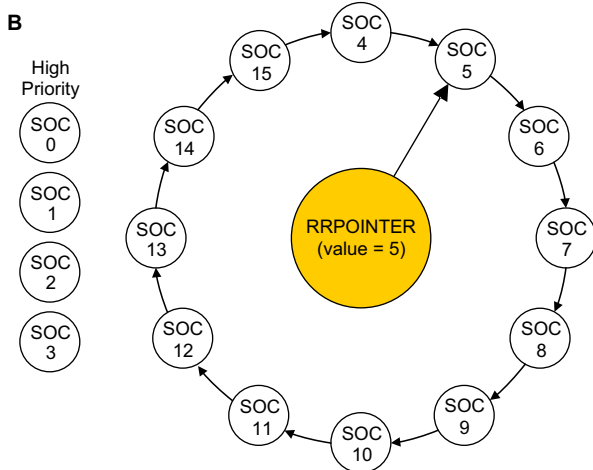 B
High
Priority
SOC
0
SOC
1
SOC
2
SOC
3
SOC
4
SOC
5
SOC
6
SOC
7
SOC
8
SOC
9
SOC
10
SOC
11
SOC
12
SOC
13
SOC
14
SOC
15
RRPOINTER
(value = 5)